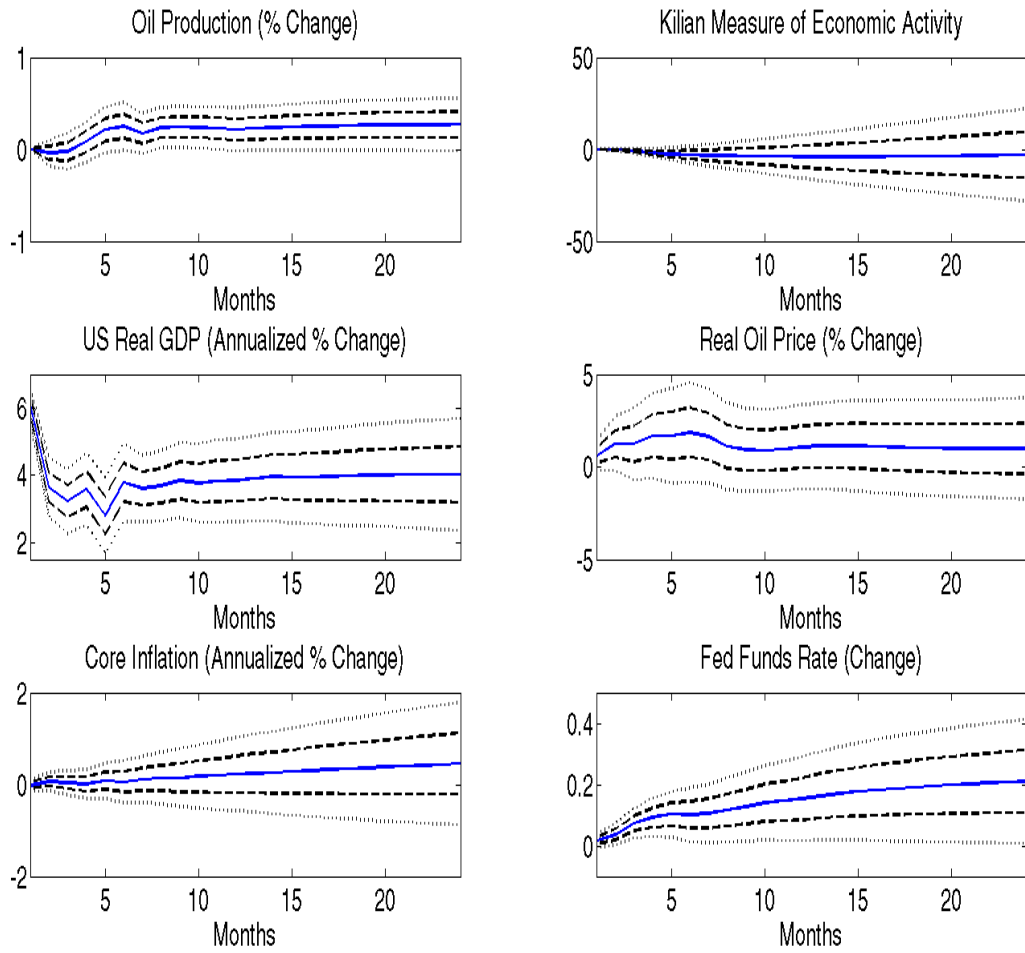 Oil Production (% Change)
1
0
-1
5 10 15 20
Months
Kilian Measure of Economic Activity
50
0
-50
5 10 15 20
Months
US Real GDP (Annualized % Change)
6
4
2
5 10 15 20
Months
Real Oil Price (% Change)
5
0
-5
5 10 15 20
Months
Core Inflation (Annualized % Change)
2
0
-2
5 10 15 20
Months
Fed Funds Rate (Change)
0.4
0.2
0
5 10 15 20
Months